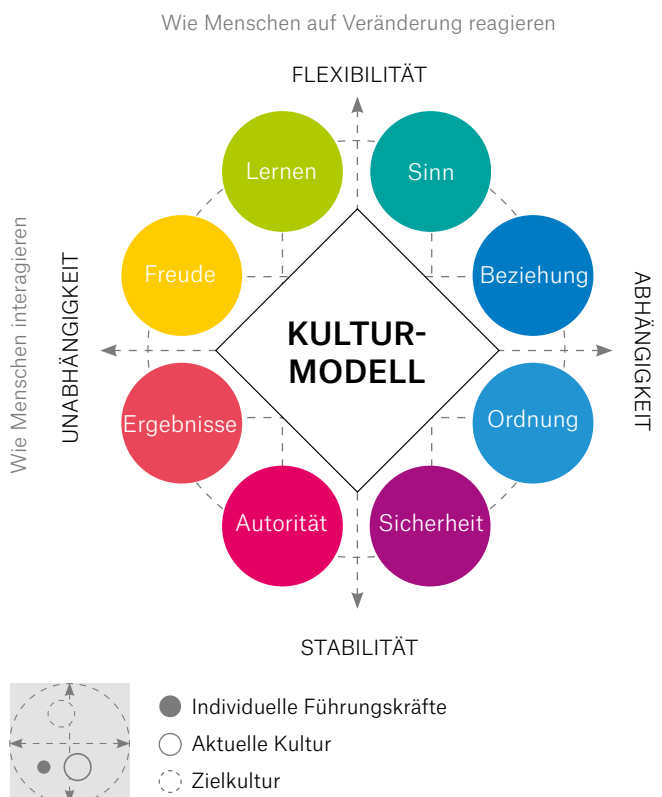 Wie Menschen auf Veränderung reagieren
FLEXIBILITÄT
Lernen
Sinn
Freude
Beziehung
Wie Menschen interagieren
UNABHÄNGIGKEIT
KULTUR-
MODELL
ABHÄNGIGKEIT
Ergebnisse
Ordnung
Autorität
Sicherheit
STABILITÄT
Individuelle Führungskräfte
Aktuelle Kultur
Zielkultur